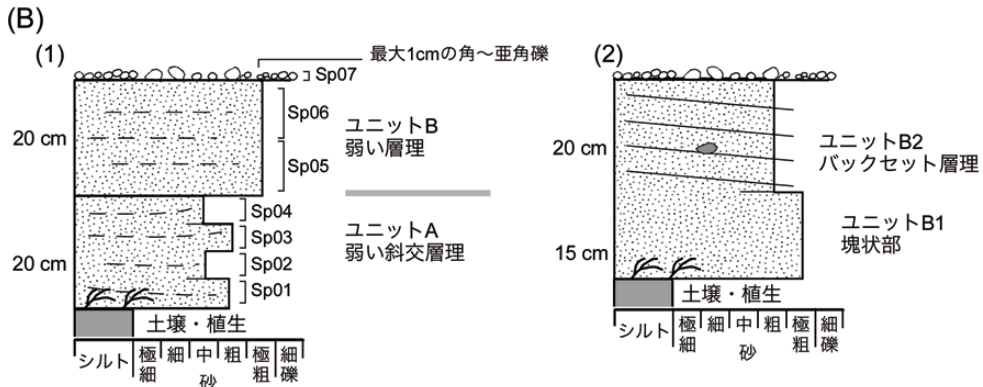 (B)
(1)
最大1cmの角〜亜角礫
Sp07
20 cm
Sp06
Sp05
ユニットB
弱い層理
20 cm
Sp04
Sp03
Sp02
Sp01
ユニットA
弱い斜交層理
土壌・植生
シルト
極細
細
中
粗
極粗
細礫
砂
(2)
20 cm
ユニットB2
バックセット層理
15 cm
ユニットB1
塊状部
土壌・植生
シルト
極細
細
中
粗
極粗
細礫
砂